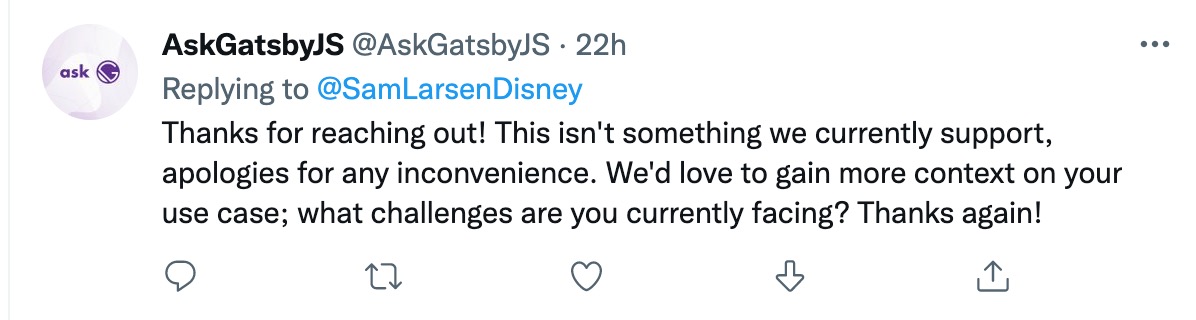 AskGatsbyJS @AskGatsbyJS · 22h
ask
Replying to @SamLarsenDisney
Thanks for reaching out! This isn't something we currently support,
apologies for any inconvenience. We'd love to gain more context on your
use case; what challenges are you currently facing? Thanks again!